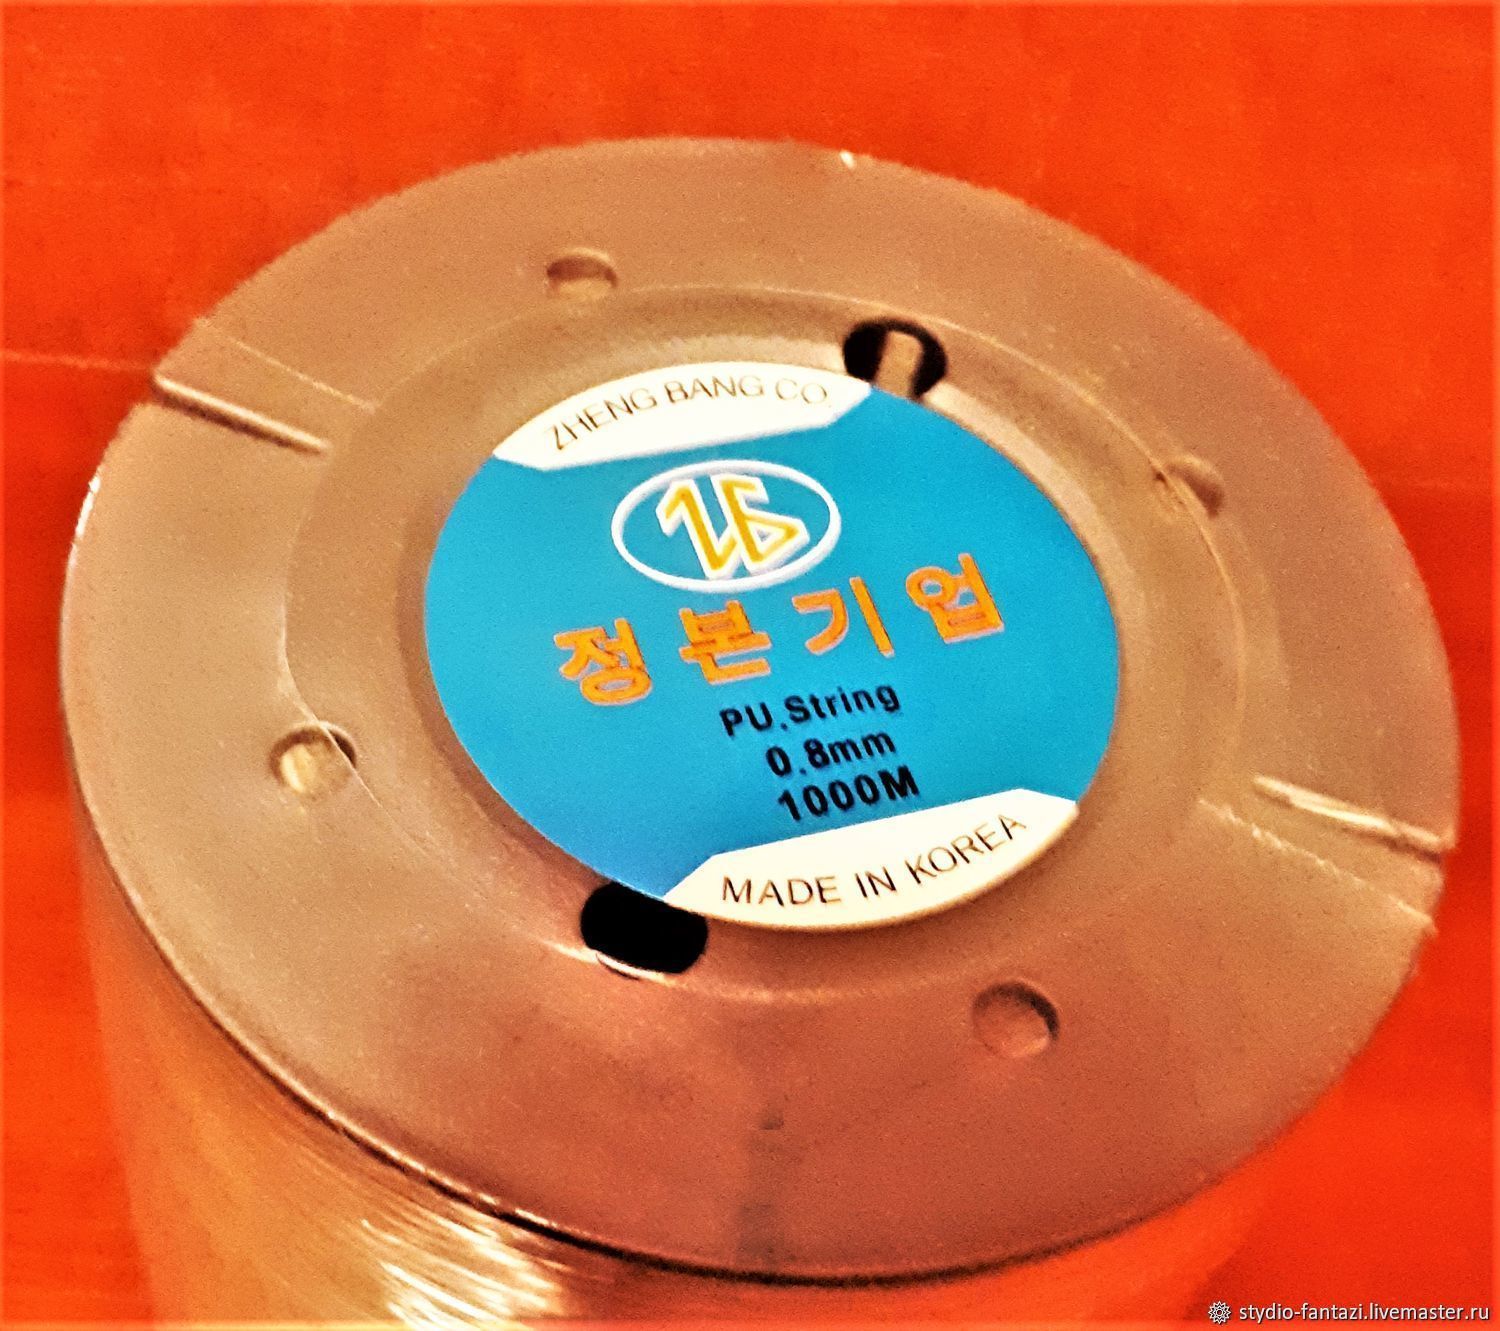 ZHENG BANG CO
ZG
정본기업
PU.String
0.8mm
1000M
MADE IN KOREA
stydio-fantazi.livemaster.ru